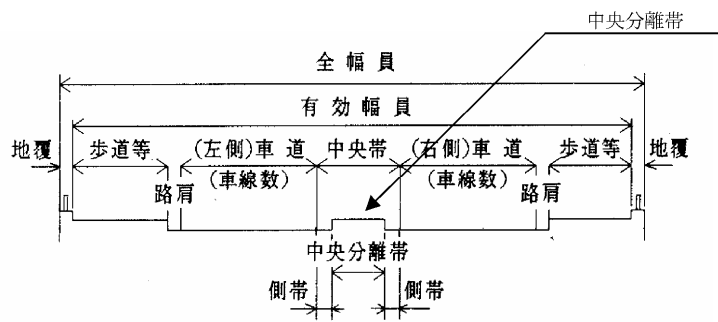 中央分離帯
全幅員
有効幅員
地覆 歩道等 (左側)車道 中央帯 (右側)車道 歩道等 地覆
路肩 (車線数) (車線数) 路肩
中央分離帯
側帯 側帯